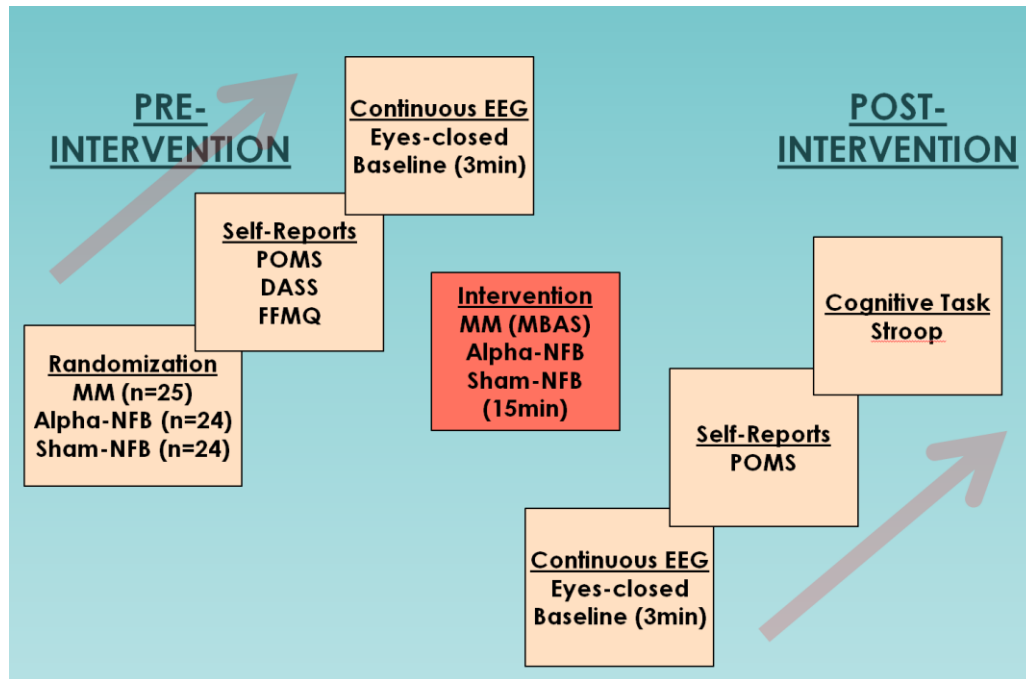 PRE-
INTERVENTION
Randomization
MM (n=25)
Alpha-NFB (n=24)
Sham-NFB (n=24)
Self-Reports
POMS
DASS
FFMQ
Continuous EEG
Eyes-closed
Baseline (3min)
Intervention
MM (MBAS)
Alpha-NFB
Sham-NFB
(15min)
POST-
INTERVENTION
Continuous EEG
Eyes-closed
Baseline (3min)
Self-Reports
POMS
Cognitive Task
Stroop